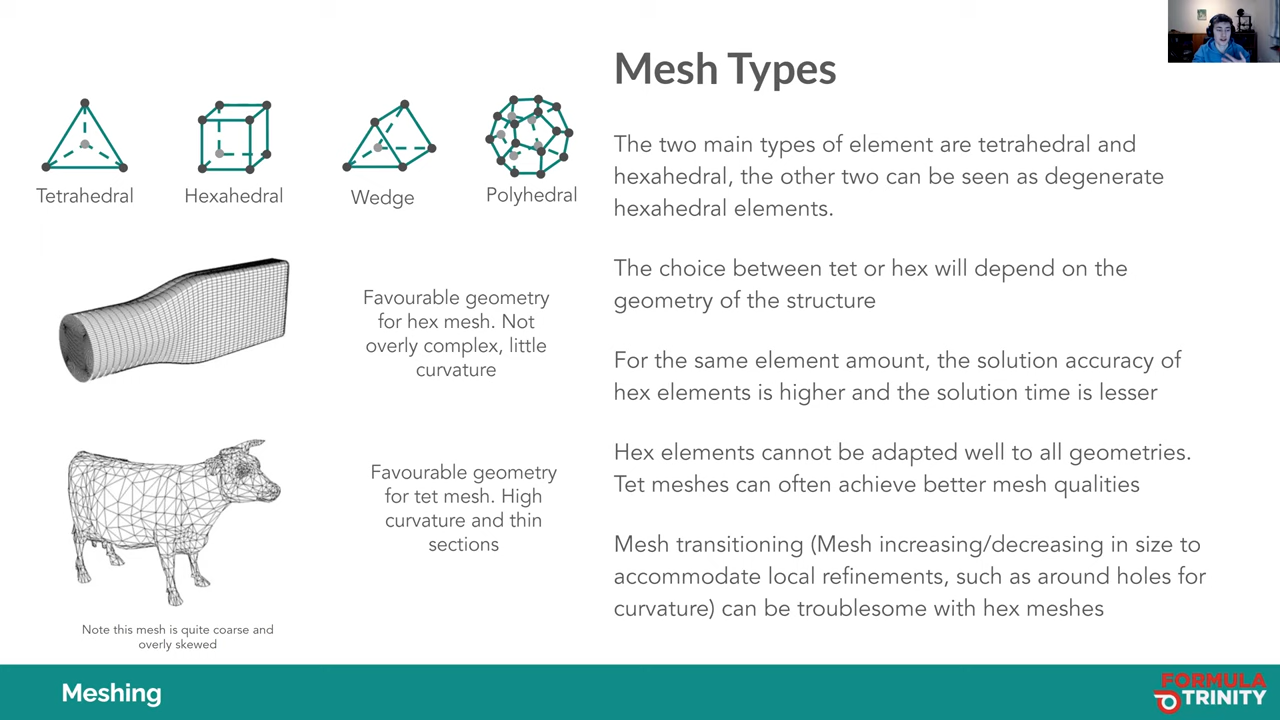 Mesh Types
Tetrahedral
Hexahedral
Wedge
Polyhedral
Favourable geometry
for hex mesh. Not
overly complex, little
curvature
Favourable geometry
for tet mesh. High
curvature and thin
sections
Note this mesh is quite coarse and
overly skewed
The two main types of element are tetrahedral and
hexahedral, the other two can be seen as degenerate
hexahedral elements.
The choice between tet or hex will depend on the
geometry of the structure
For the same element amount, the solution accuracy of
hex elements is higher and the solution time is lesser
Hex elements cannot be adapted well to all geometries.
Tet meshes can often achieve better mesh qualities
Mesh transitioning (Mesh increasing/decreasing in size to
accommodate local refinements, such as around holes for
curvature) can be troublesome with hex meshes
Meshing
FORMULA
TRINITY